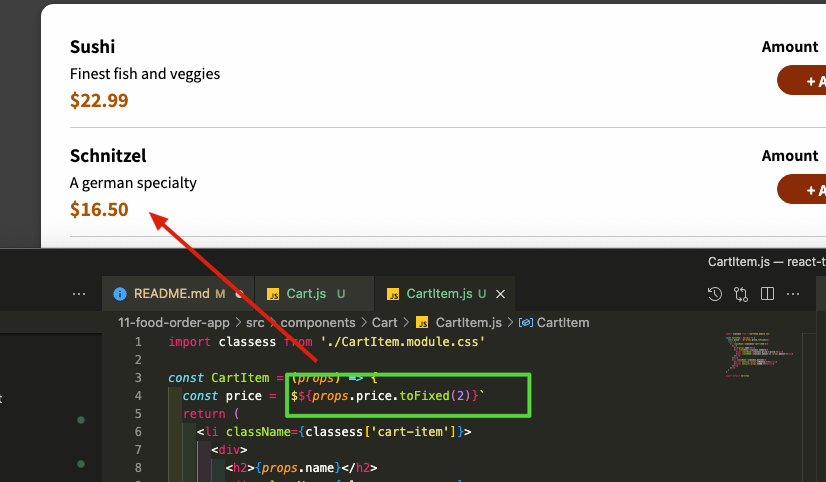 Sushi
Amount
Finest fish and veggies
$22.99
+ A
Schnitzel
Amount
A german specialty
$16.50
+ A
CartItem.js — react-t
README.md M
JS Cart.js U
JS CartItem.js U
11-food-order-app > src > components > Cart > JS CartItem.js > CartItem
1 import classess from './CartItem.module.css'
2
3 const CartItem = (props) => {
4 const price = $${props.price.toFixed(2)}`
5 return (
6 <li className={classess['cart-item']}>
7 <div>
8 <h2>{props.name}</h2>